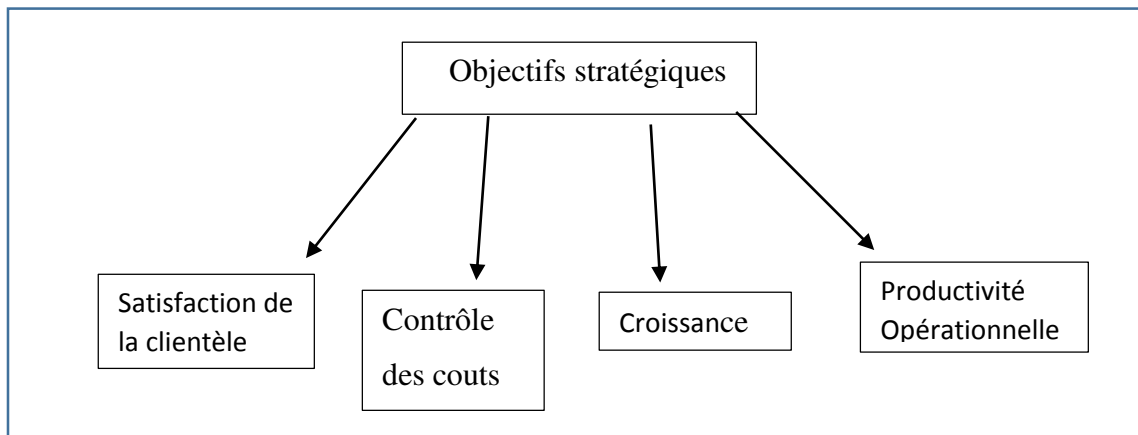 Objectifs stratégiques
Satisfaction de
la clientèle
Contrôle
des couts
Croissance
Productivité
Opérationnelle